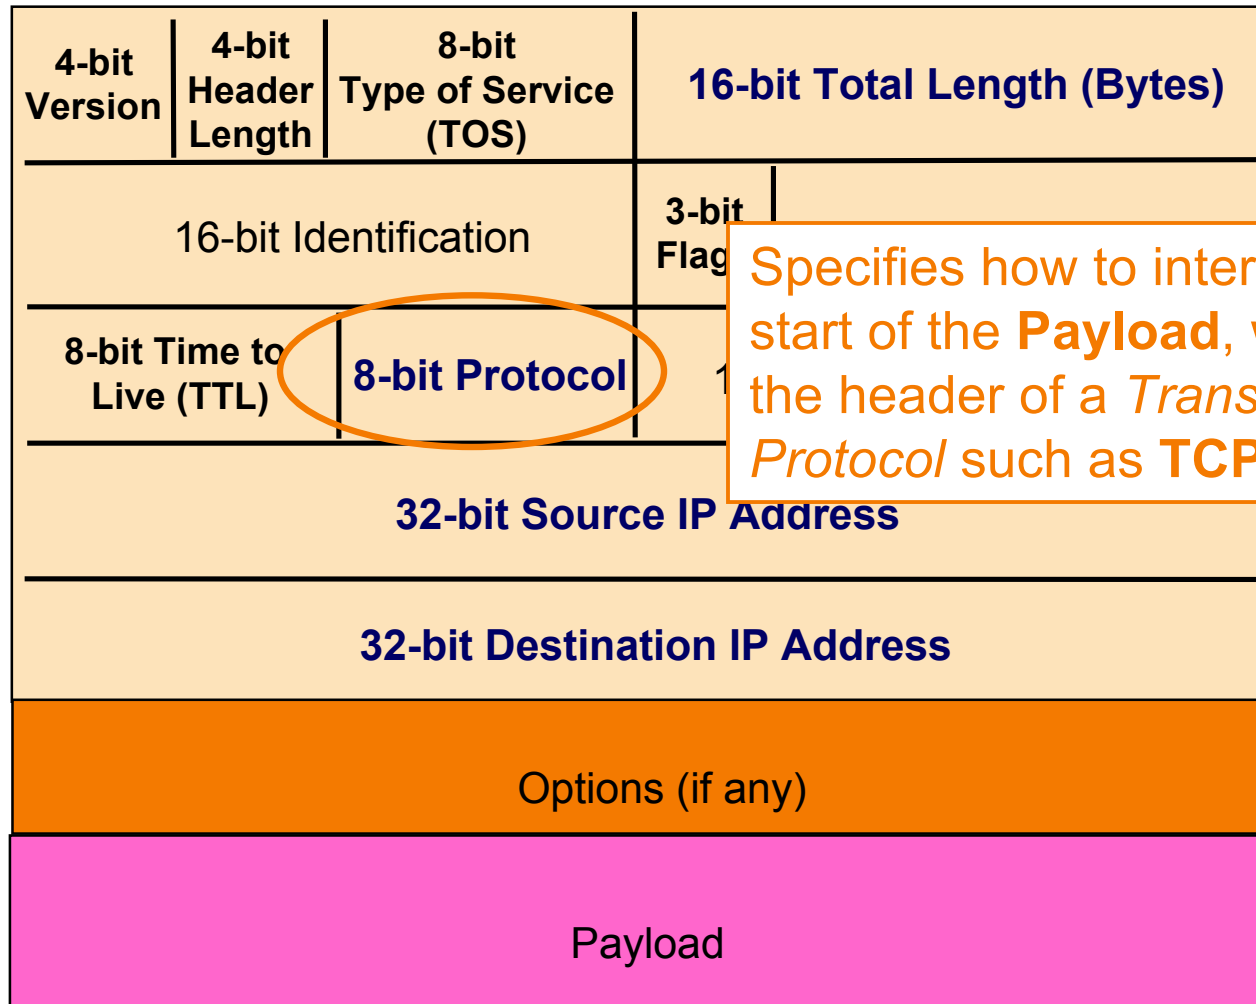 4-bit
Version
4-bit
Header
Length
8-bit
Type of Service
(TOS)
16-bit Total Length (Bytes)
16-bit Identification
3-bit
Specifies how to
start of the Payload,
the header of a
Protocol such as TCP
8-bit Time to
Live (TTL)
8-bit Protocol
32-bit Source IP Address
32-bit Destination IP Address
Options (if any)
Payload